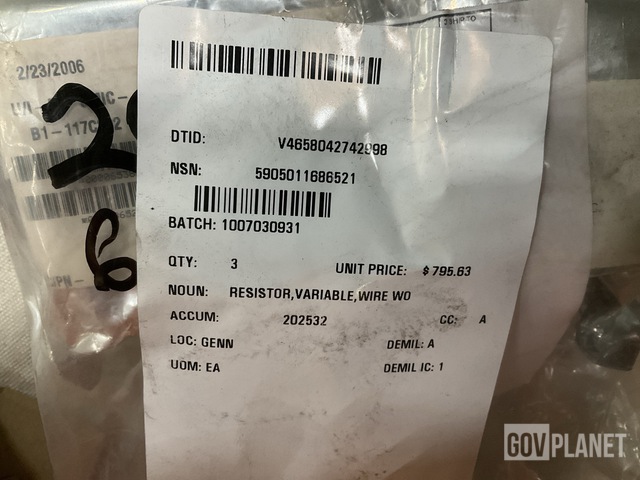 2/23/2006
B1-117C
DTID: V4658042742998
NSN: 5905011686521
BATCH: 1007030931
QTY: 3 UNIT PRICE: $ 795.63
NOUN: RESISTOR,VARIABLE,WIRE WO
ACCUM: 202532 CC: A
LOC: GENN DEMIL: A
UOM: EA DEMIL IC: 1
GOVPLANET